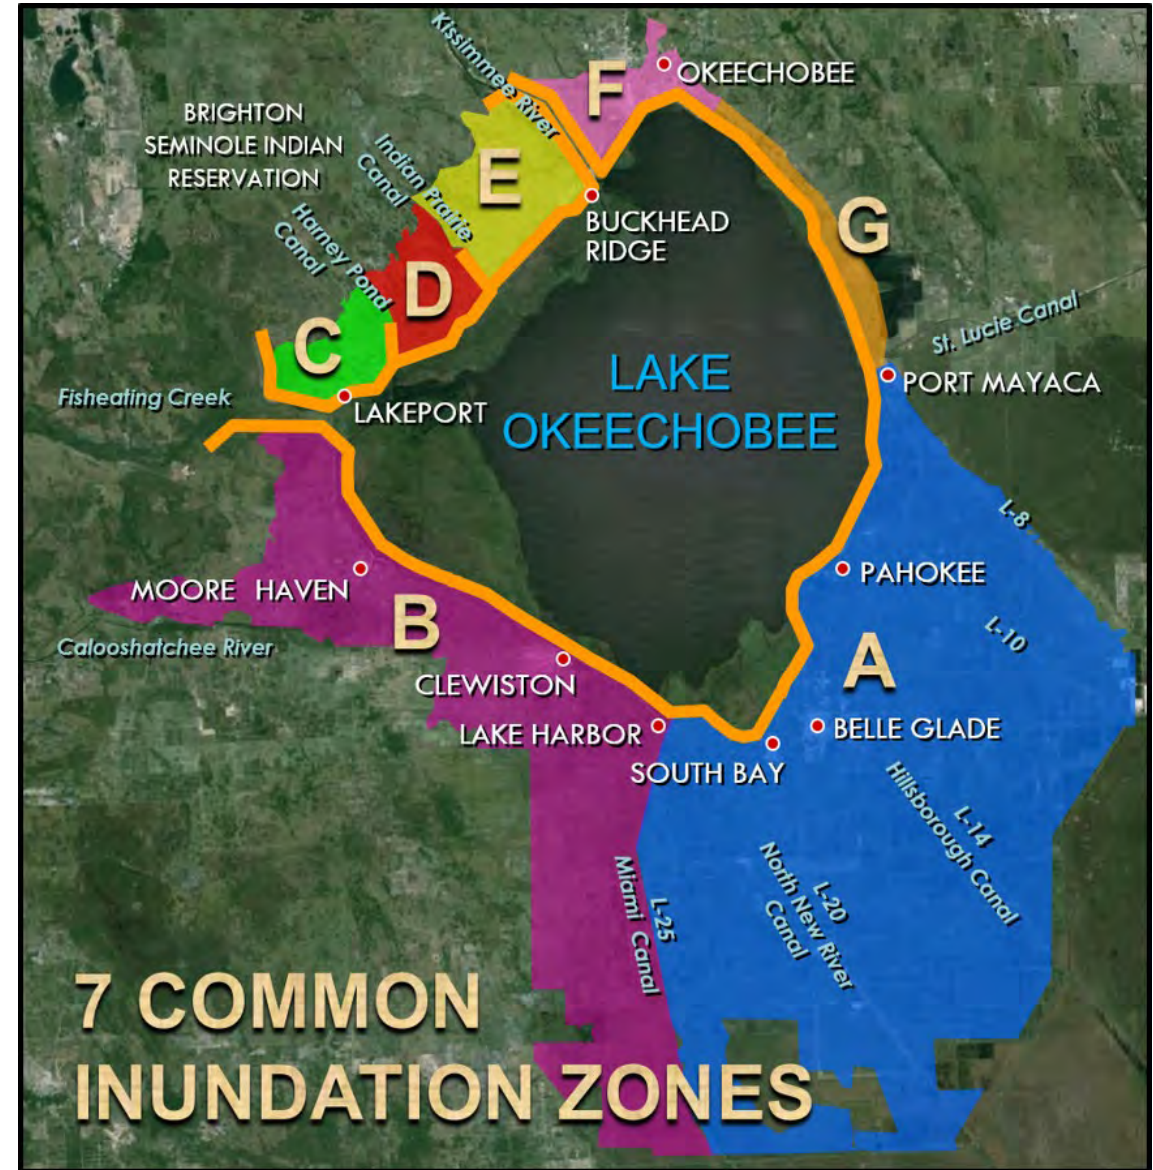 Kissimmee River
F
OKEECHOBEE
BRIGHTON
SEMINOLE INDIAN
RESERVATION
Indian Prairie
Canal
E
BUCKHEAD
RIDGE
G
Harney Pond
Canal
D
C
St. Lucie Canal
LAKE
OKEECHOBEE
PORT MAYACA
Fisheating Creek
LAKEPORT
L-8
MOORE HAVEN
PAHOKEE
B
L-10
Calooshatchee River
A
CLEWISTON
LAKE HARBOR
BELLE GLADE
SOUTH BAY
L-14
Hillsborough Canal
L-20
North New River
Canal
L-25
Miami Canal
7 COMMON
INUNDATION ZONES